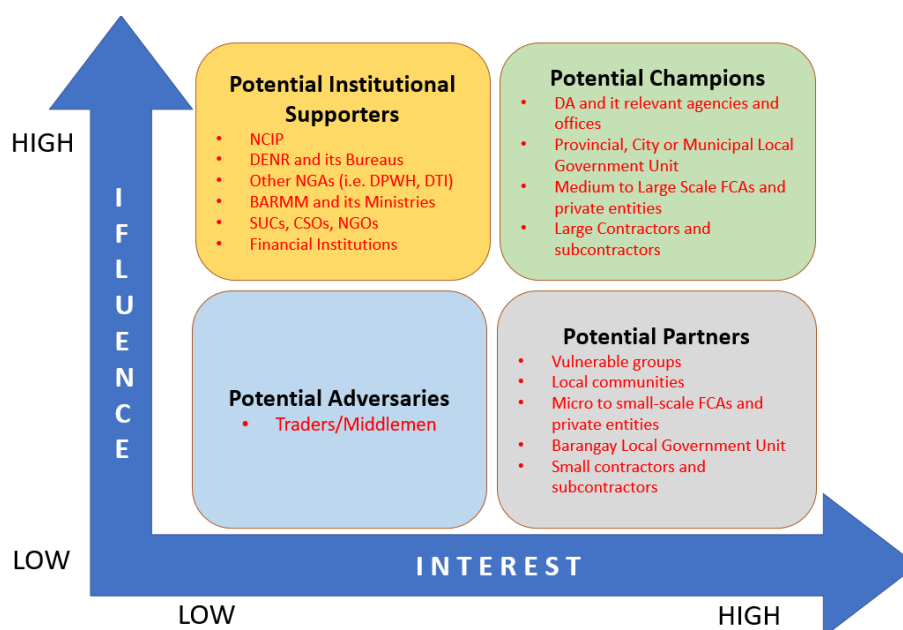 HIGH
I
F
L
U
E
N
C
E
LOW
Potential Institutional
Supporters
• NCIP
• DENR and its Bureaus
• Other NGAs (i.e. DPWH, DTI)
• BARMM and its Ministries
• SUCs, CSOs, NGOs
• Financial Institutions
Potential Champions
• DA and it relevant agencies and
offices
• Provincial, City or Municipal Local
Government Unit
• Medium to Large Scale FCAs and
private entities
• Large Contractors and
subcontractors
Potential Adversaries
• Traders/Middlemen
Potential Partners
• Vulnerable groups
• Local communities
• Micro to small-scale FCAs and
private entities
• Barangay Local Government Unit
• Small contractors and
subcontractors
I N T E R E S T
LOW
HIGH